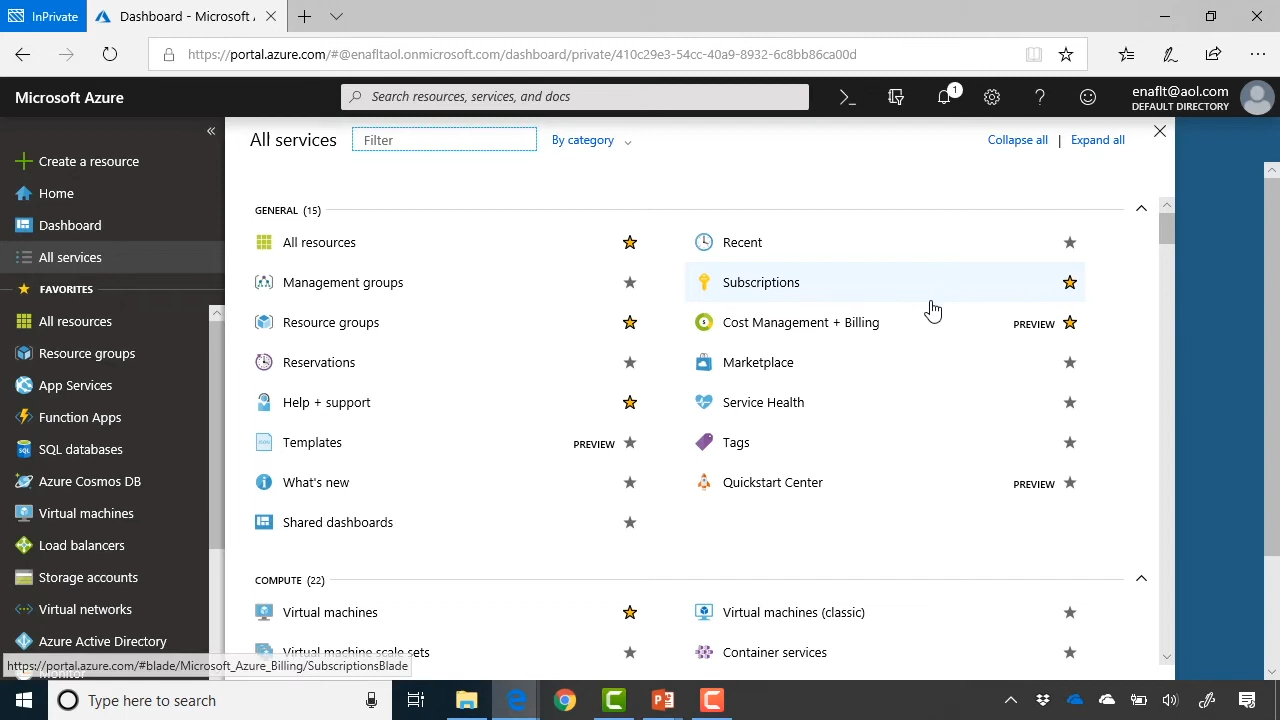 InPrivate
Dashboard - Microsoft A
https://portal.azure.com/#@enafltaol.onmicrosoft.com/dashboard/private/410c29e3-54cc-40a9-8932-6c8bb86ca00d
Microsoft Azure
Search resources, services, and docs
1
enaflt@aol.com
DEFAULT DIRECTORY
Create a resource
Home
Dashboard
All services
FAVORITES
All resources
Resource groups
App Services
Function Apps
SQL databases
Azure Cosmos DB
Virtual machines
Load balancers
Storage accounts
Virtual networks
Azure Active Directory
Monitor
All services
Filter
By category
Collapse all | Expand all
GENERAL (15)
All resources
Recent
Management groups
Subscriptions
Resource groups
Cost Management + Billing PREVIEW
Reservations
Marketplace
Help + support
Service Health
Templates PREVIEW
Tags
What's new
Quickstart Center PREVIEW
Shared dashboards
COMPUTE (22)
Virtual machines
Virtual machines (classic)
Virtual machine scale sets
Container services
https://portal.azure.com/#blade/Microsoft_Azure_Billing/SubscriptionsBlade
Type here to search